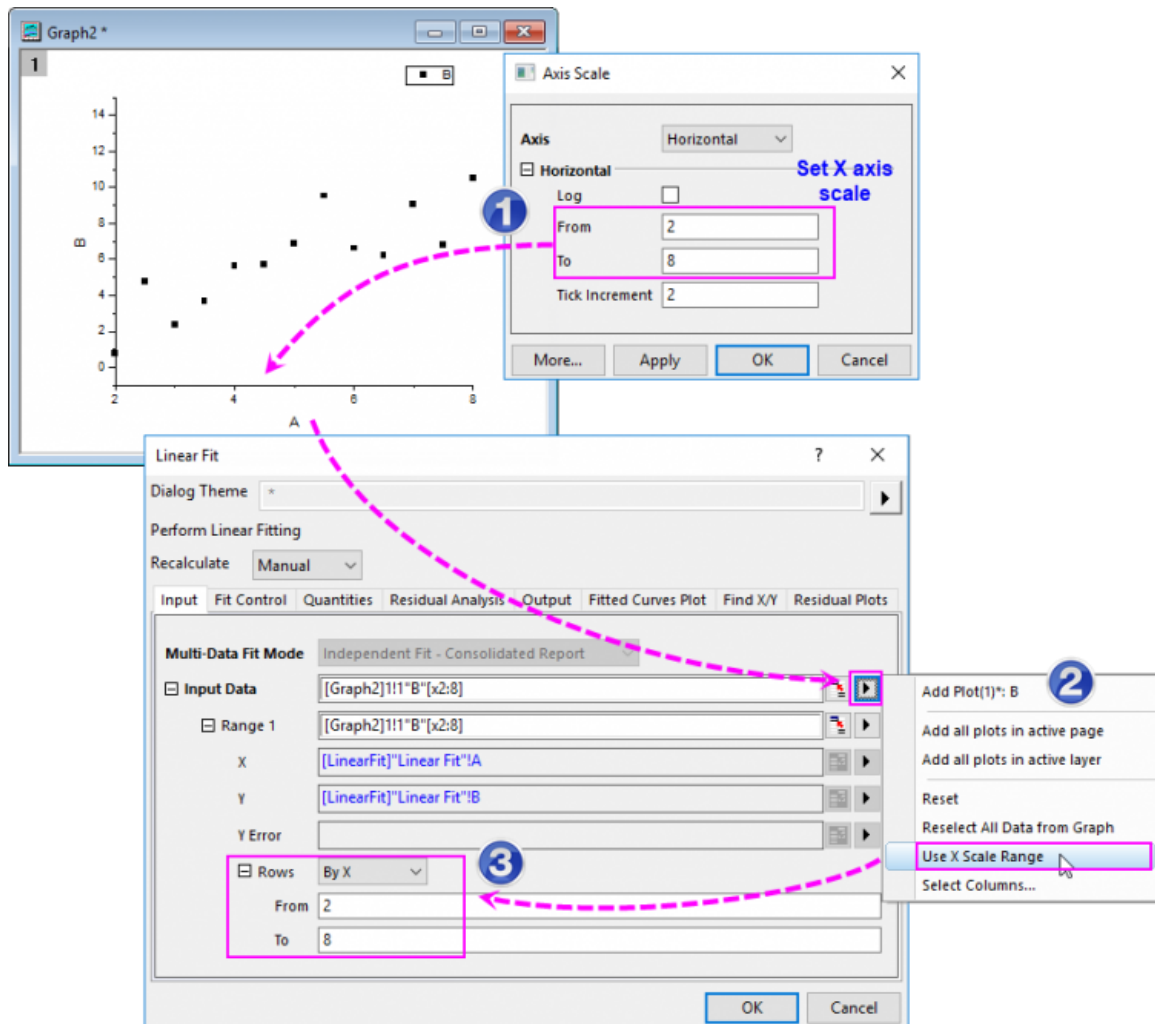 Graph2 *
1
B
14
12
10
8
6
4
2
0
B
2 4 6 8
A
Axis Scale
Axis Horizontal
Horizontal
Set X axis
scale
Log
1
From 2
To 8
Tick Increment 2
More... Apply OK Cancel
Linear Fit ?
Dialog Theme *
Perform Linear Fitting
Recalculate Manual
Input Fit Control Quantities Residual Analysis Output Fitted Curves Plot Find X/Y Residual Plots
Multi-Data Fit Mode Independent Fit - Consolidated Report
Input Data [Graph2]1!1"B"[x2:8]
Range 1 [Graph2]1!1"B"[x2:8]
X [LinearFit]"Linear Fit"!A
Y [LinearFit]"Linear Fit"!B
Y Error
Rows By X
3
From 2
To 8
OK Cancel
Add Plot(1)*: B
2
Add all plots in active page
Add all plots in active layer
Reset
Reselect All Data from Graph
Use X Scale Range
Select Columns...